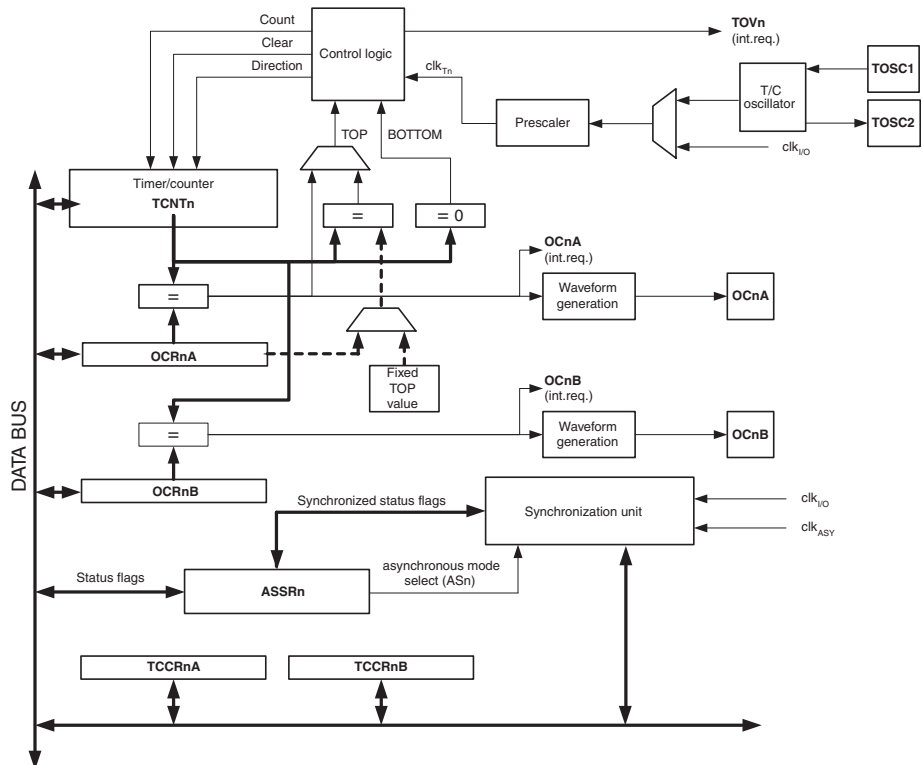 Count
Clear
Direction
Control logic
TOVn
(int.req.)
clkTn
TOSC1
T/C
oscillator
TOSC2
Prescaler
clkI/O
TOP
BOTTOM
Timer/counter
TCNTn
=
= 0
OCnA
(int.req.)
=
Waveform
generation
OCnA
OCRnA
Fixed
TOP
value
OCnB
(int.req.)
=
Waveform
generation
OCnB
DATA BUS
OCRnB
Synchronized status flags
Synchronization unit
clkI/O
clkASY
Status flags
ASSRn
asynchronous mode
select (ASn)
TCCRnA
TCCRnB